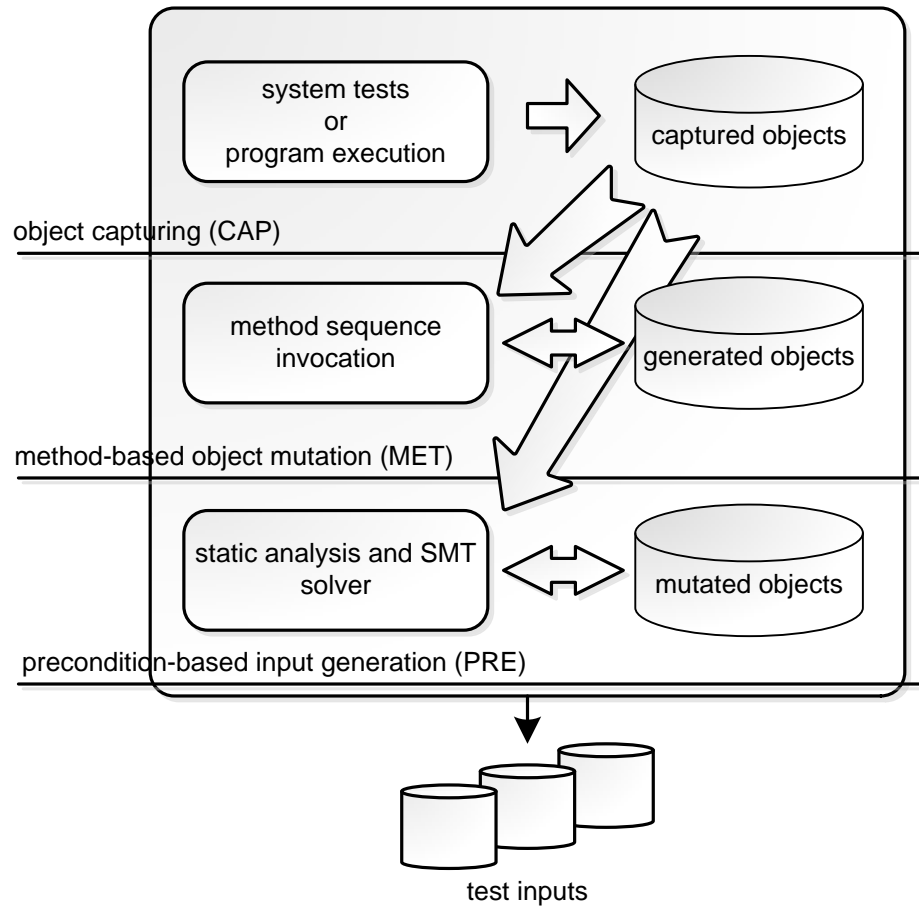 system tests
or
program execution
captured objects
object capturing (CAP)
method sequence
invocation
generated objects
method-based object mutation (MET)
static analysis and SMT
solver
mutated objects
precondition-based input generation (PRE)
test inputs